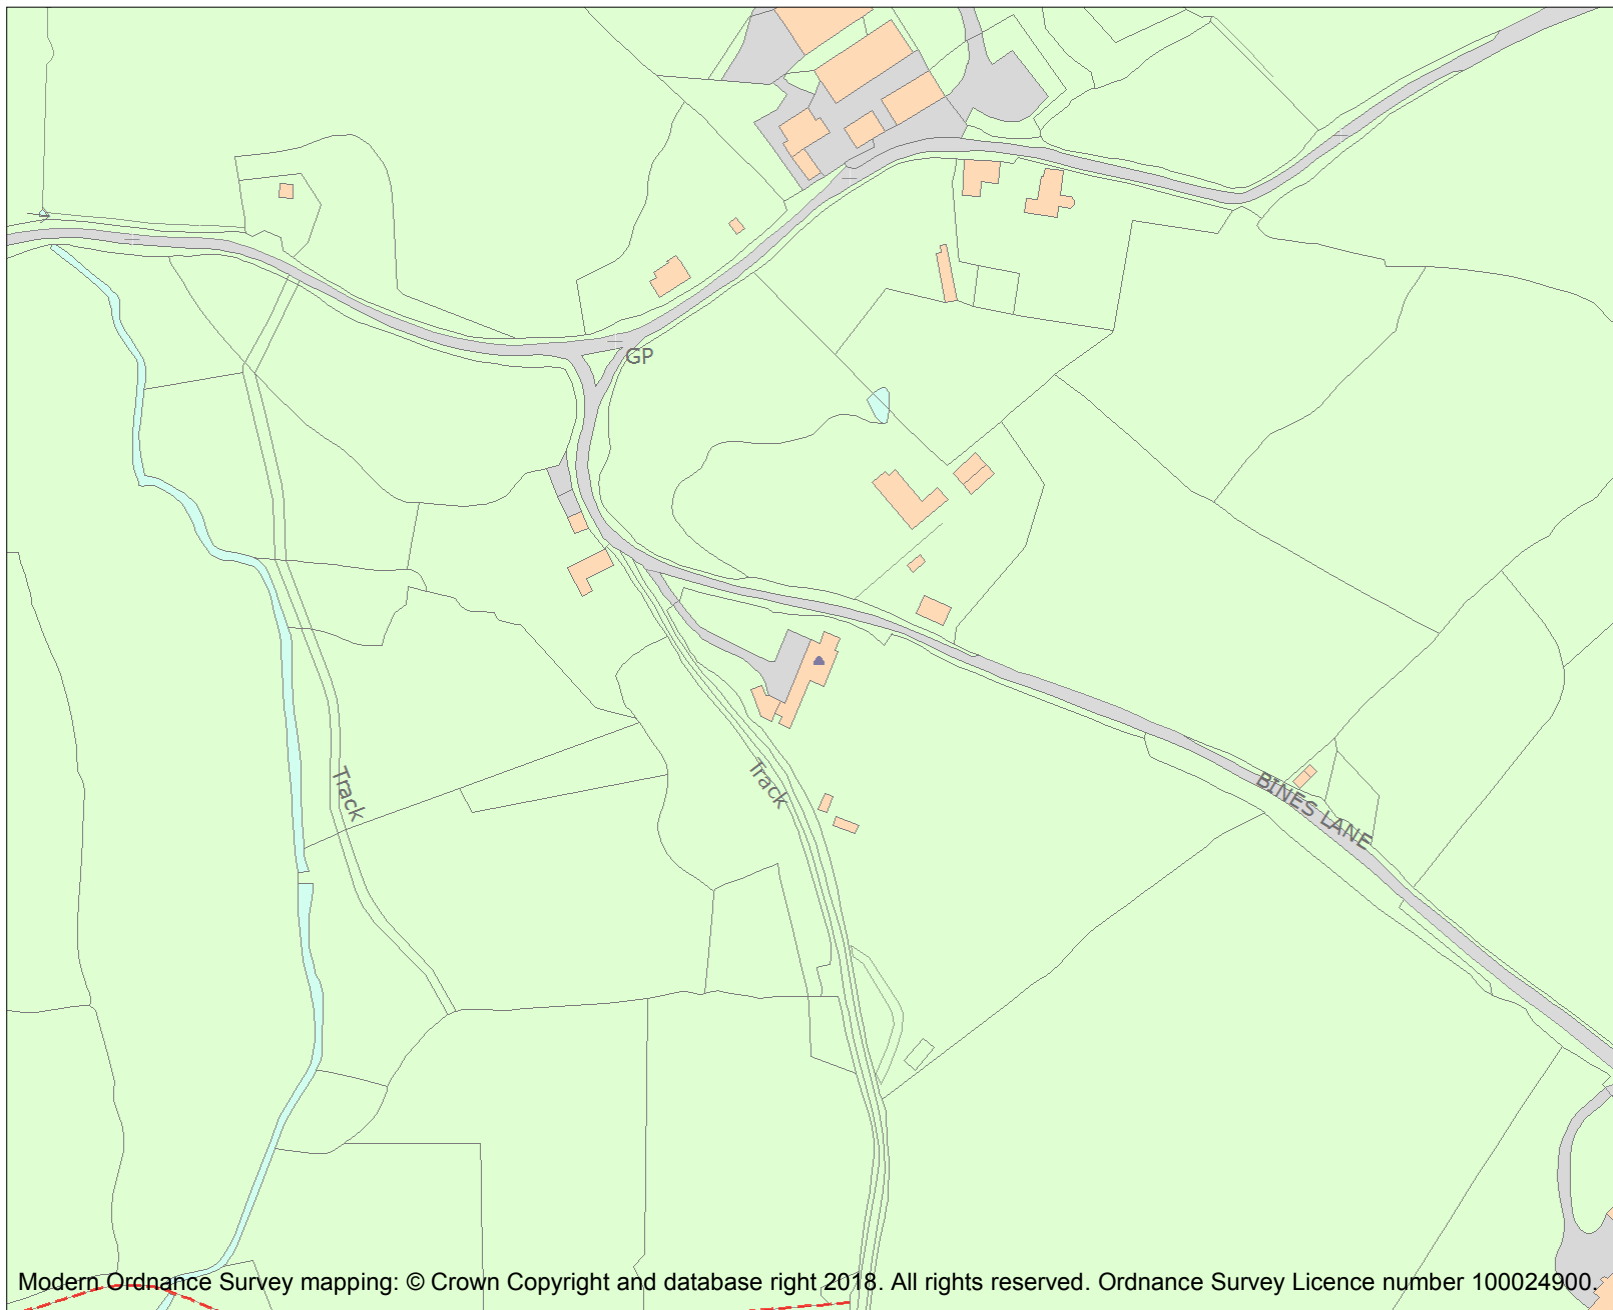 GP
Track
Track
BINES LANE
Modern Ordnance Survey mapping: © Crown Copyright and database right 2018. All rights reserved. Ordnance Survey Licence number 100024900.